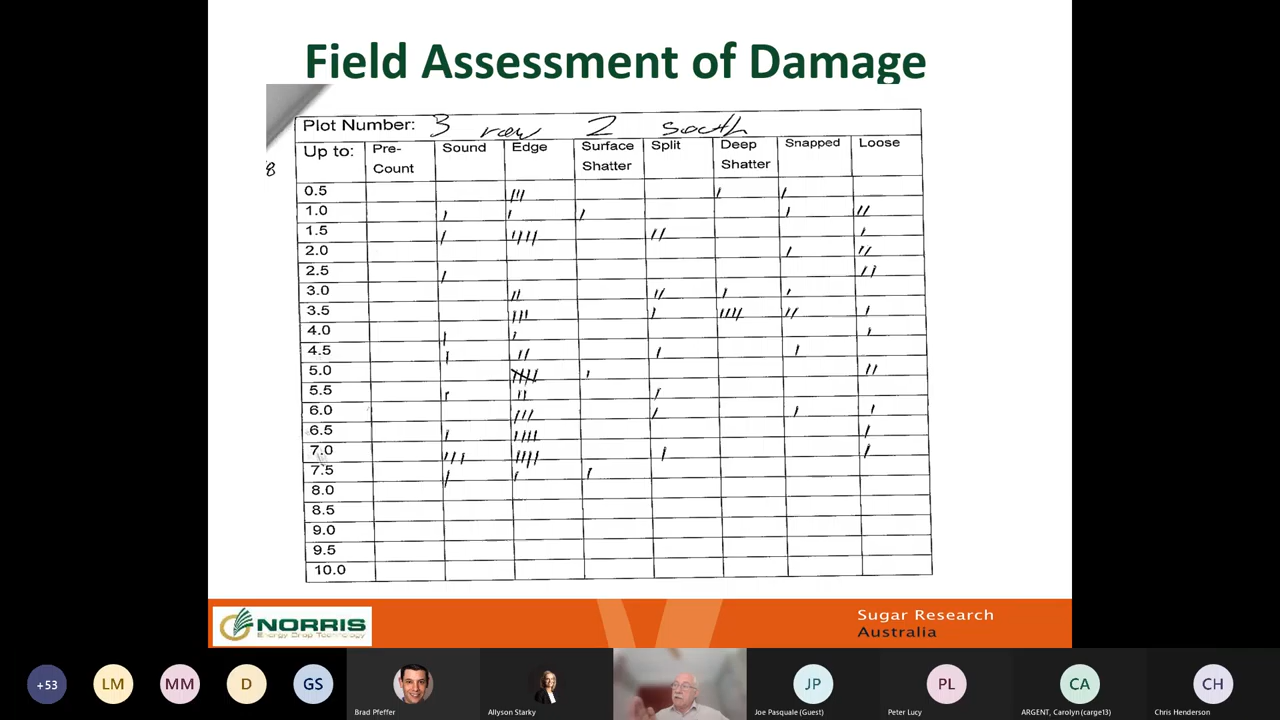 Field Assessment of Damage
Plot Number: 3 row 2 south
Up to: Pre-Count Sound Edge Surface Shatter Split Deep Shatter Snapped Loose
8
0.5
1.0
1.5
2.0
2.5
3.0
3.5
4.0
4.5
5.0
5.5
6.0
6.5
7.0
7.5
8.0
8.5
9.0
9.5
10.0
NORRIS
Energy Crop Technology
Sugar Research
Australia
+53 LM MM D GS JP PL CA CH
Brad Pfeffer Allyson Starky Joe Pasquale (Guest) Peter Lucy ARGENT, Carolyn (carge13) Chris Henderson